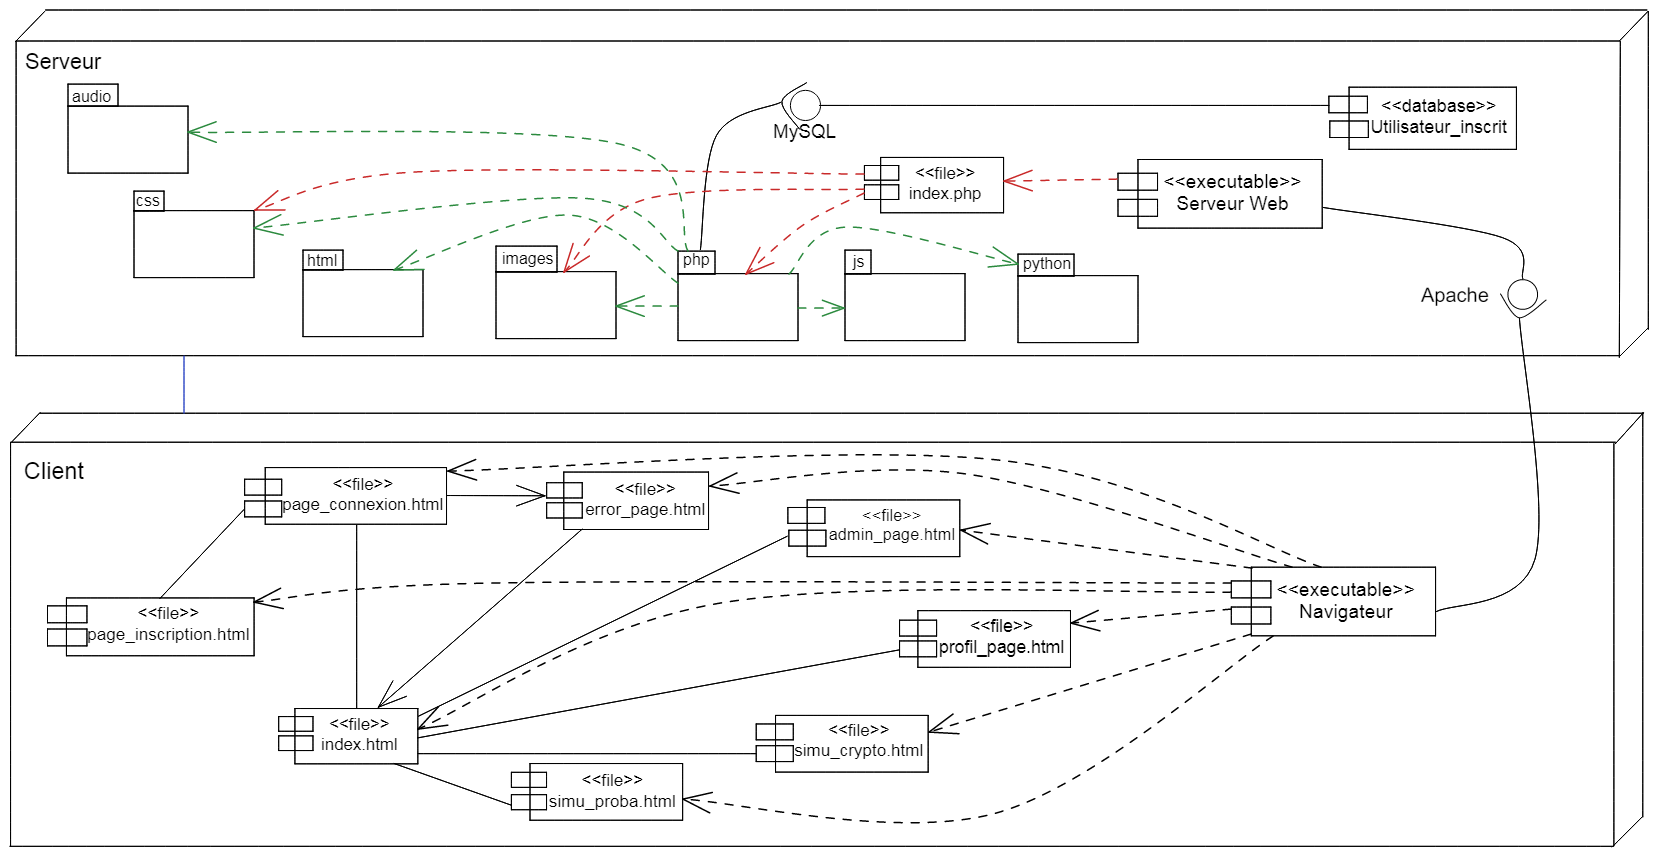 Serveur
audio
MySQL
<<database>>
Utilisateur_inscrit
css
<<file>>
index.php
<<executable>>
Serveur Web
html
images
php
js
python
Apache
Client
<<file>>
page_connexion.html
<<file>>
error_page.html
<<file>>
admin_page.html
<<executable>>
Navigateur
<<file>>
page_inscription.html
<<file>>
profil_page.html
<<file>>
index.html
<<file>>
simu_crypto.html
<<file>>
simu_proba.html